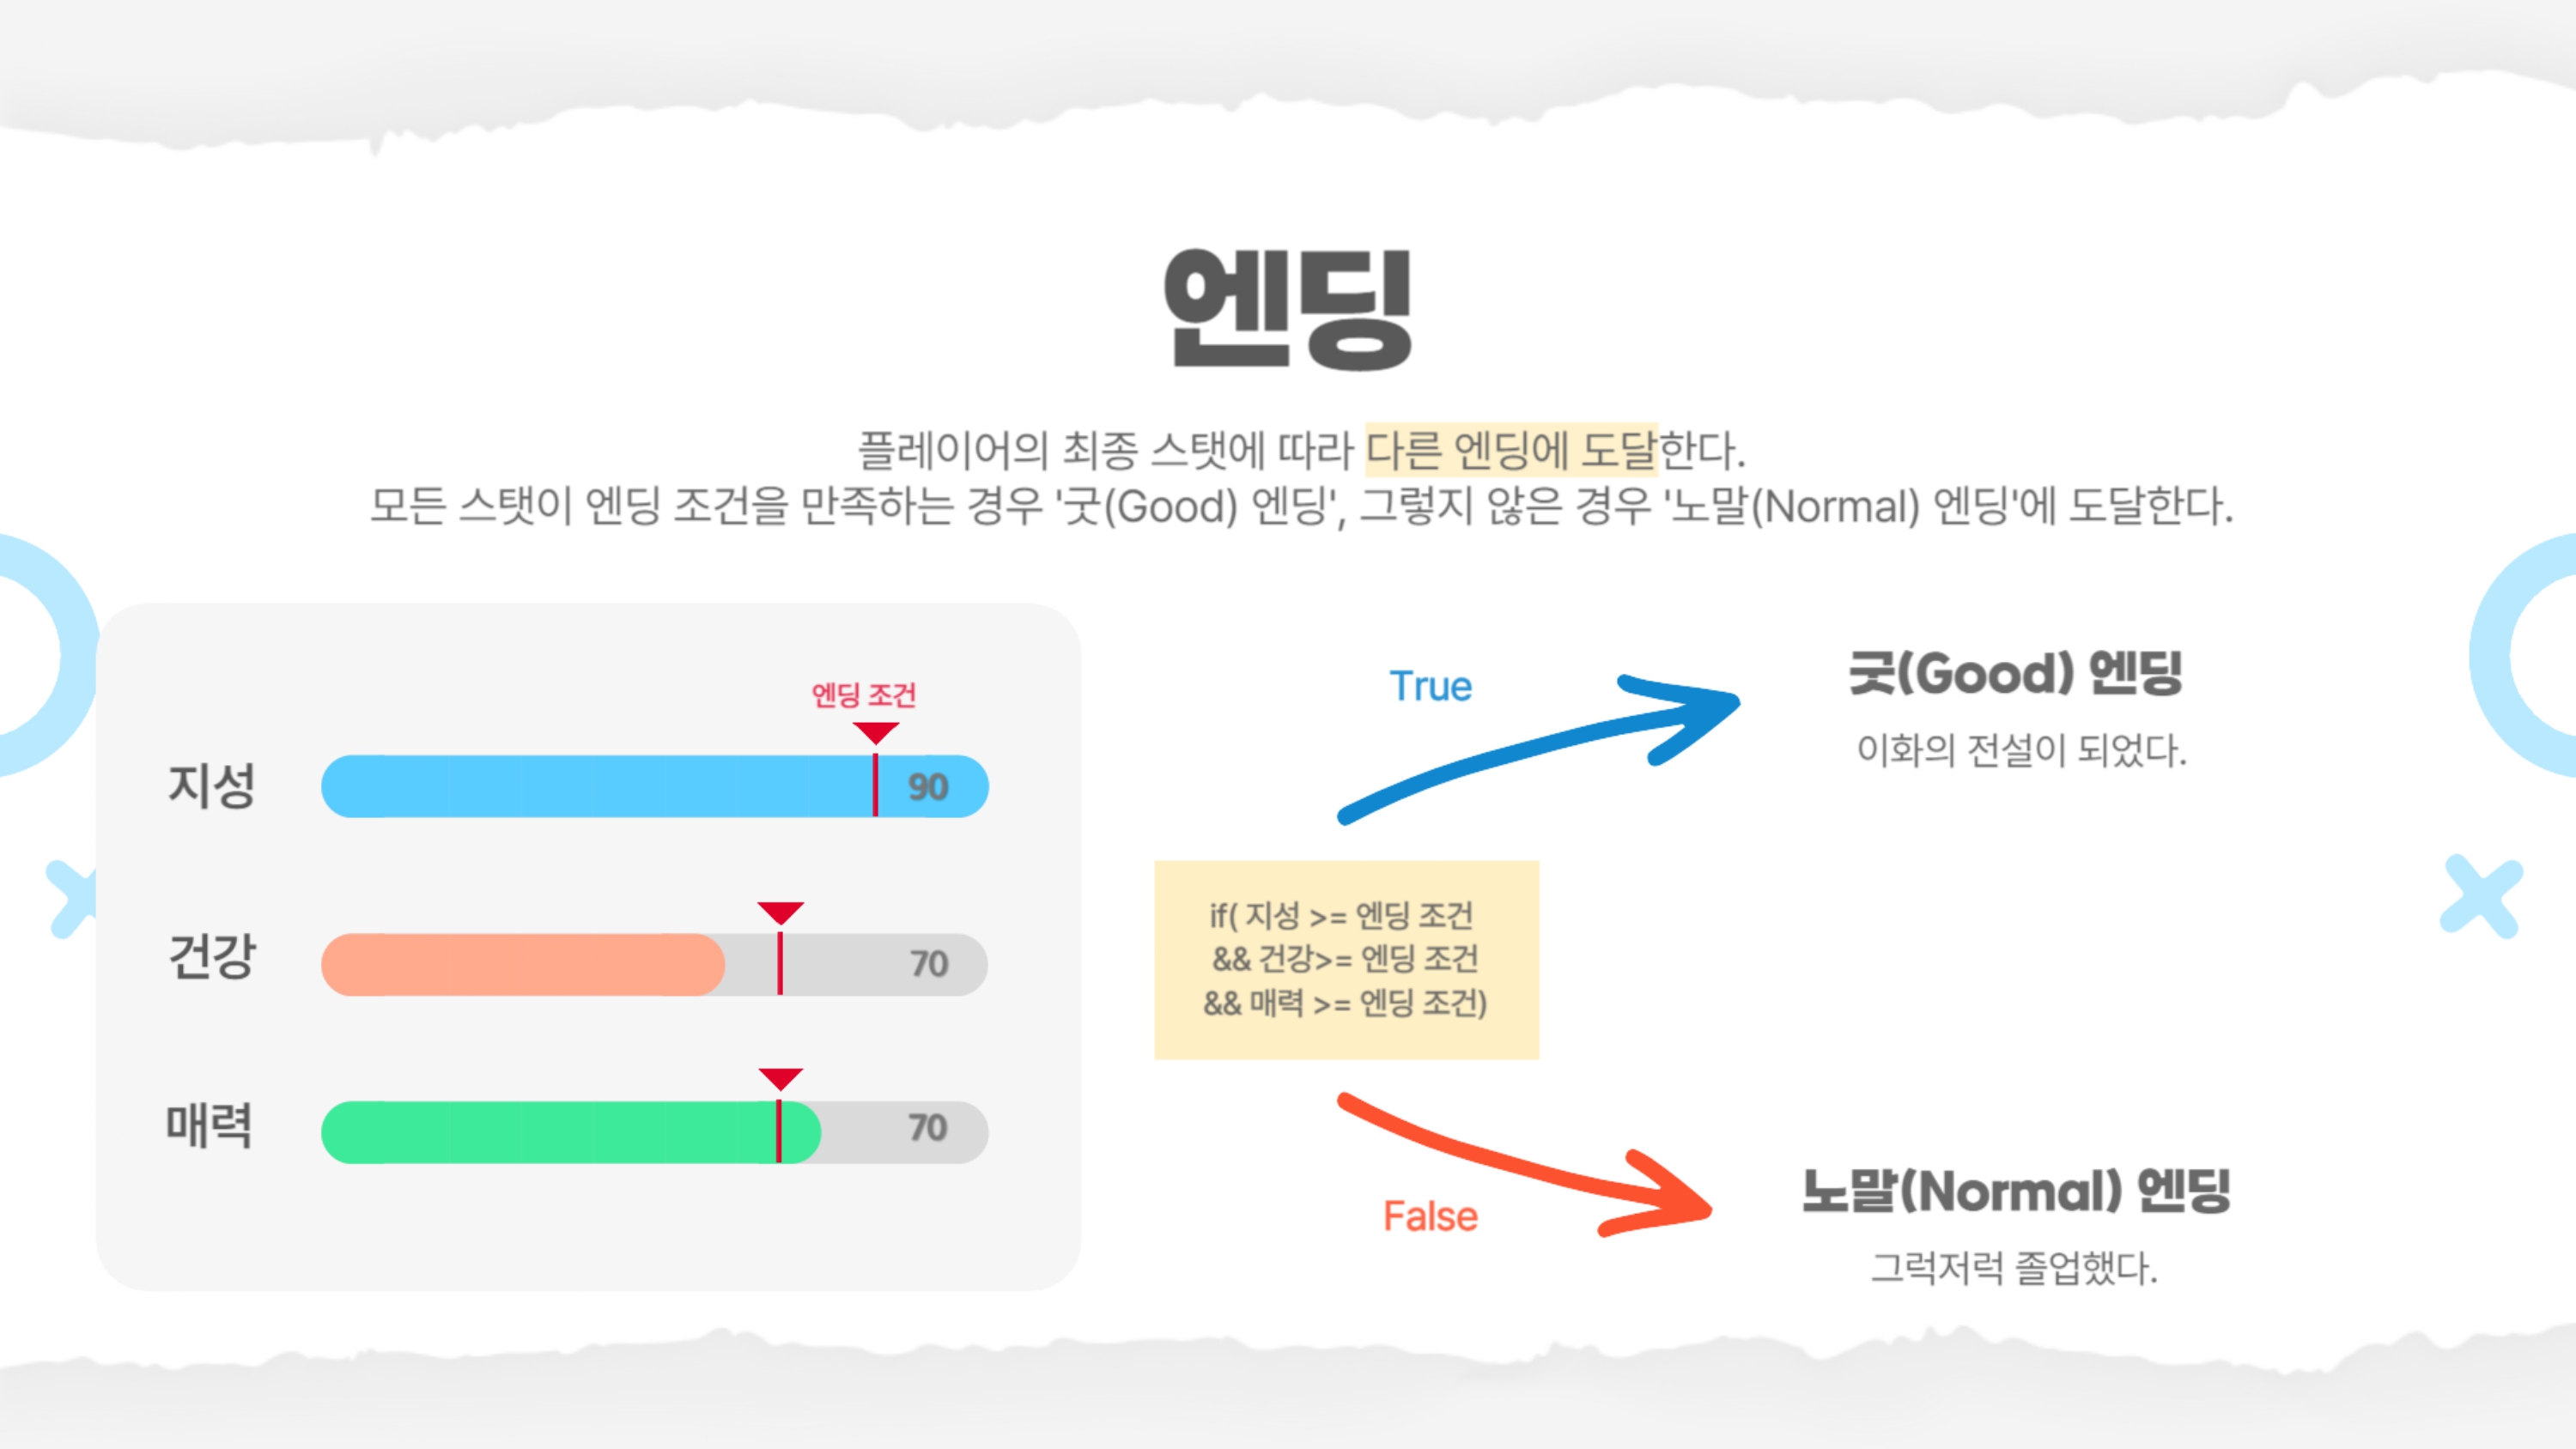 엔딩
플레이어의 최종 스탯에 따라 다른 엔딩에 도달한다.
모든 스탯이 엔딩 조건을 만족하는 경우 '굿(Good) 엔딩', 그렇지 않은 경우 '노말(Normal) 엔딩'에 도달한다.
엔딩 조건
지성
90
건강
70
매력
70
True
if( 지성 >= 엔딩 조건
&& 건강>= 엔딩 조건
&& 매력 >= 엔딩 조건)
False
굿(Good) 엔딩
이화의 전설이 되었다.
노말(Normal) 엔딩
그럭저럭 졸업했다.